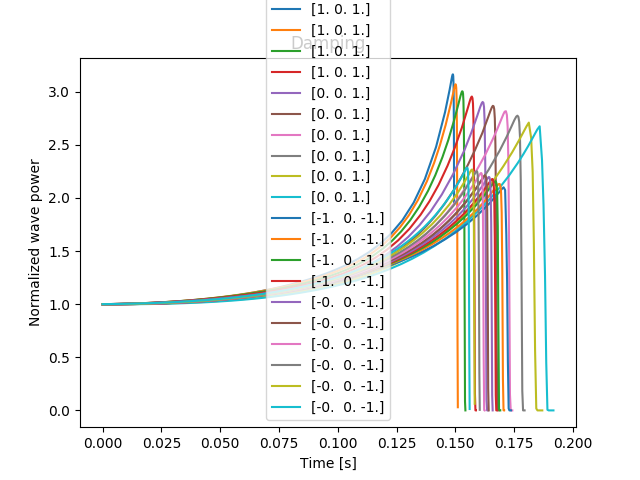 Damping
[1. 0. 1.]
[1. 0. 1.]
[1. 0. 1.]
[1. 0. 1.]
[0. 0. 1.]
[0. 0. 1.]
[0. 0. 1.]
[0. 0. 1.]
[0. 0. 1.]
[0. 0. 1.]
[-1. 0. -1.]
[-1. 0. -1.]
[-1. 0. -1.]
[-1. 0. -1.]
[-0. 0. -1.]
[-0. 0. -1.]
[-0. 0. -1.]
[-0. 0. -1.]
[-0. 0. -1.]
[-0. 0. -1.]
Normalized wave power
3.0
2.5
2.0
1.5
1.0
0.5
0.0
0.000 0.025 0.050 0.075 0.100 0.125 0.150 0.175 0.200
Time [s]